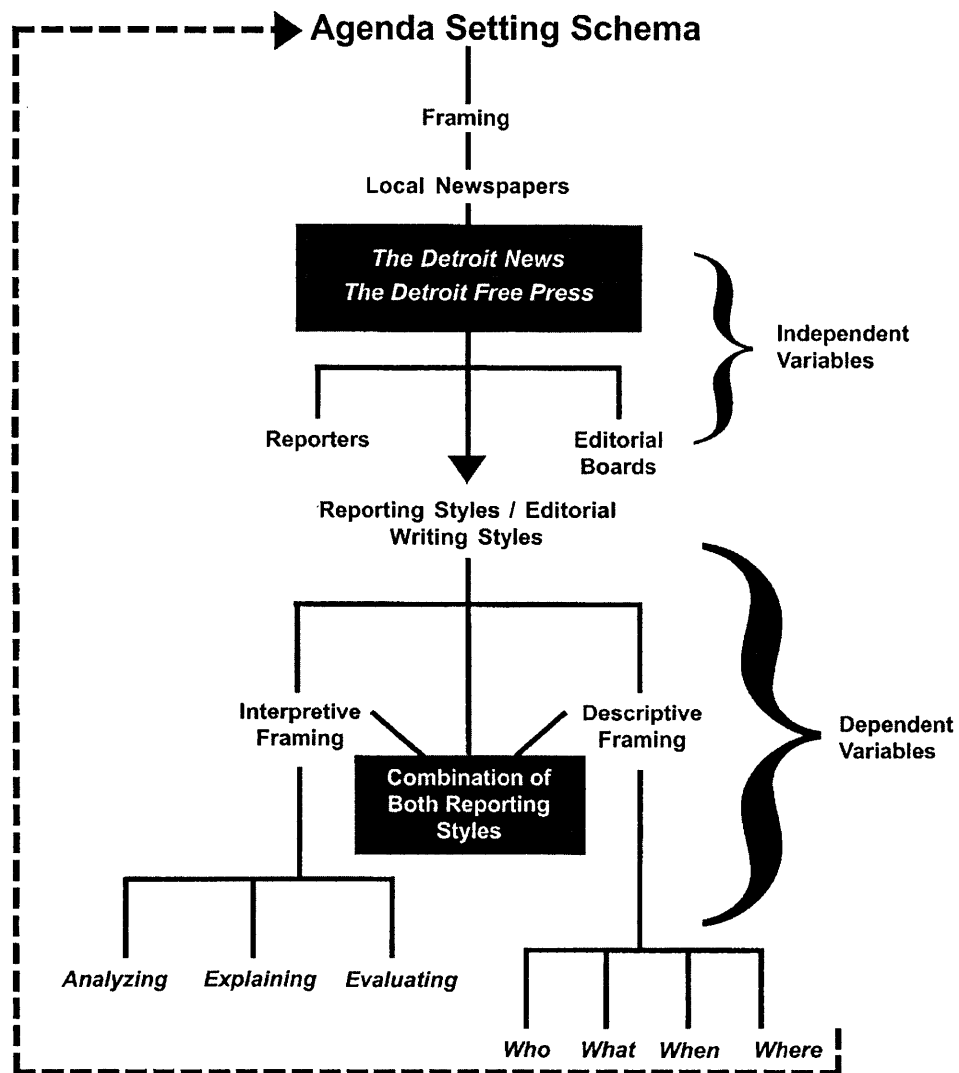 Agenda Setting Schema
Framing
Local Newspapers
The Detroit News
The Detroit Free Press
Independent
Variables
Reporters
Editorial
Boards
Reporting Styles / Editorial
Writing Styles
Interpretive
Framing
Descriptive
Framing
Combination of
Both Reporting
Styles
Dependent
Variables
Analyzing
Explaining
Evaluating
Who
What
When
Where